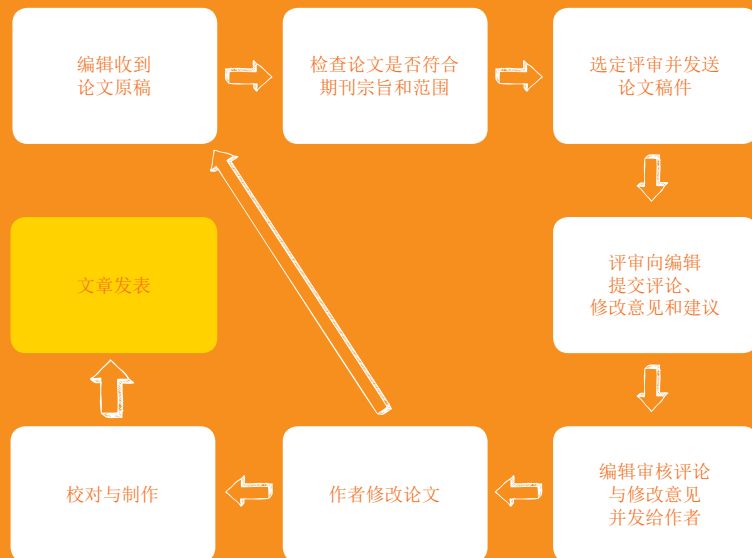 编辑收到
论文原稿
检查论文是否符合
期刊宗旨和范围
选定评审并发送
论文稿件
评审向编辑
提交评论、
修改意见和建议
编辑审核评论
与修改意见
并发给作者
作者修改论文
校对与制作
文章发表